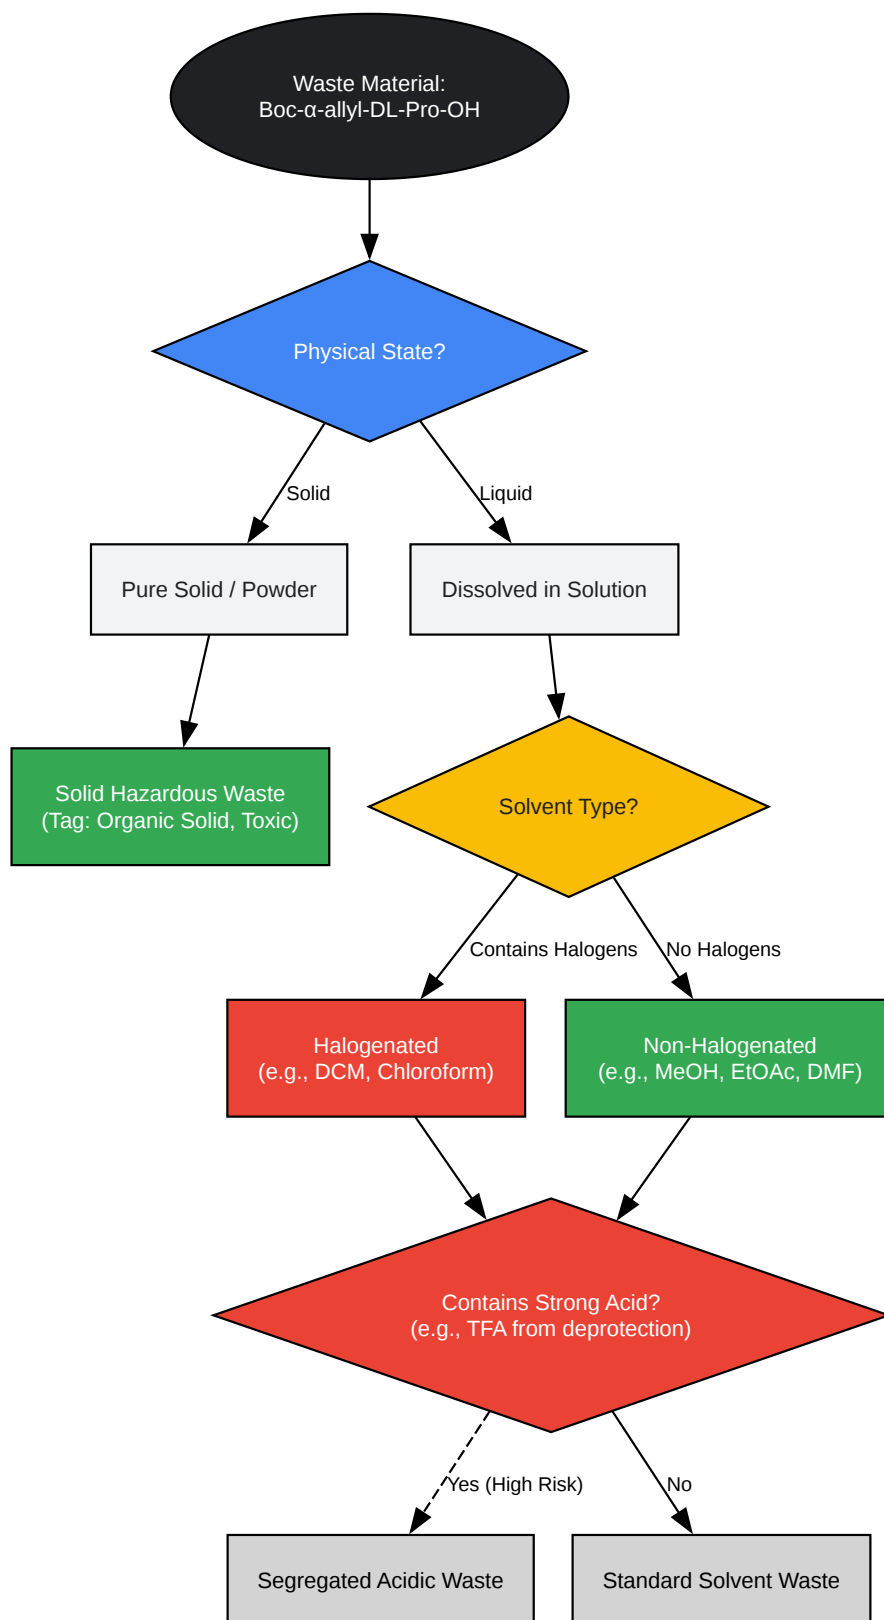 Waste Material:
Boc-α-allyl-DL-Pro-OH
Physical State?
Solid
Liquid
Pure Solid / Powder
Dissolved in Solution
Solid Hazardous Waste
(Tag: Organic Solid, Toxic)
Solvent Type?
Contains Halogens
No Halogens
Halogenated
(e.g., DCM, Chloroform)
Non-Halogenated
(e.g., MeOH, EtOAc, DMF)
Contains Strong Acid?
(e.g., TFA from deprotection)
Yes (High Risk)
No
Segregated Acidic Waste
Standard Solvent Waste